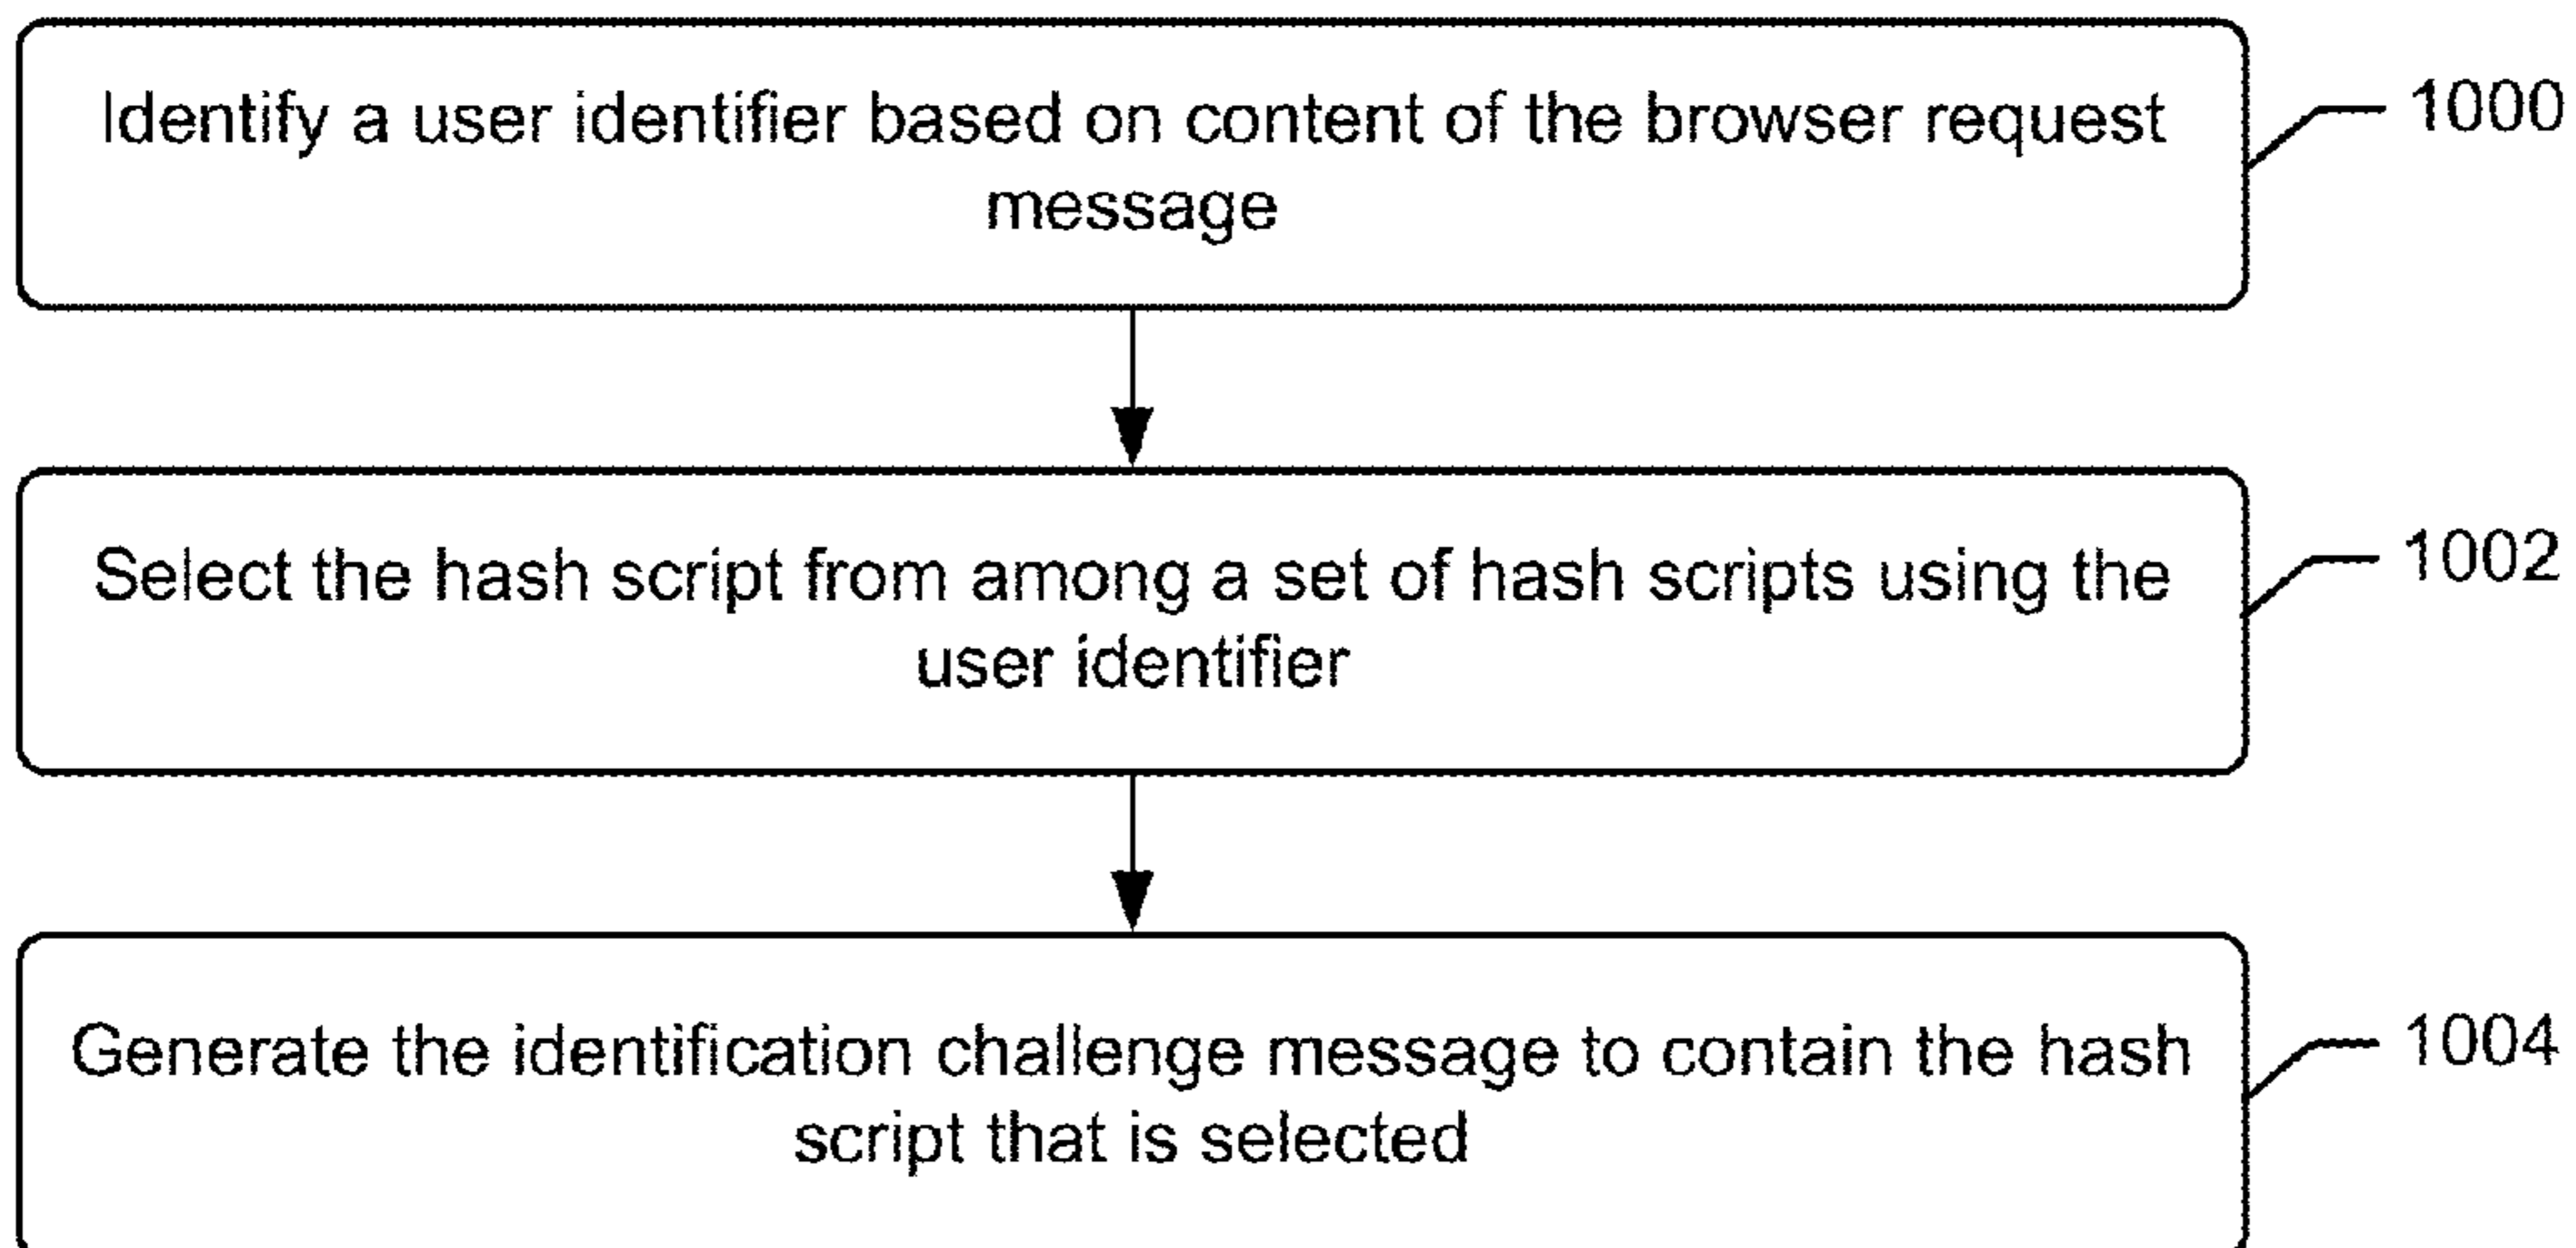 Identify a user identifier based on content of the browser request
message
1000
Select the hash script from among a set of hash scripts using the
user identifier
1002
Generate the identification challenge message to contain the hash
script that is selected
1004